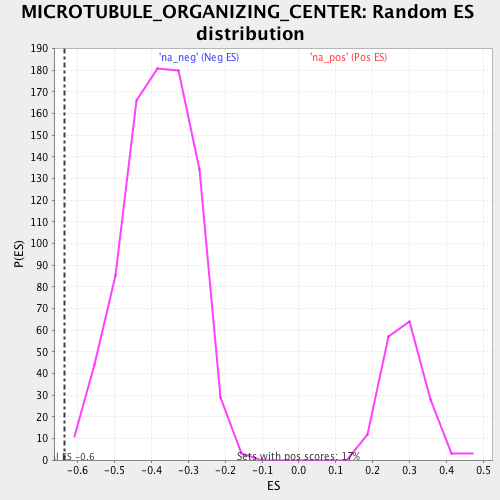 MICROTUBULE_ORGANIZING_CENTER: Random ES
distribution
'na_neg' (Neg ES)
'na_pos' (Pos ES)
190
180
170
160
150
140
130
120
110
100
90
80
70
60
50
40
30
20
10
0
P(ES)
ES -0.6
Sets with pos scores: 17%
-0.6 -0.5 -0.4 -0.3 -0.2 -0.1 0.0 0.1 0.2 0.3 0.4 0.5
ES